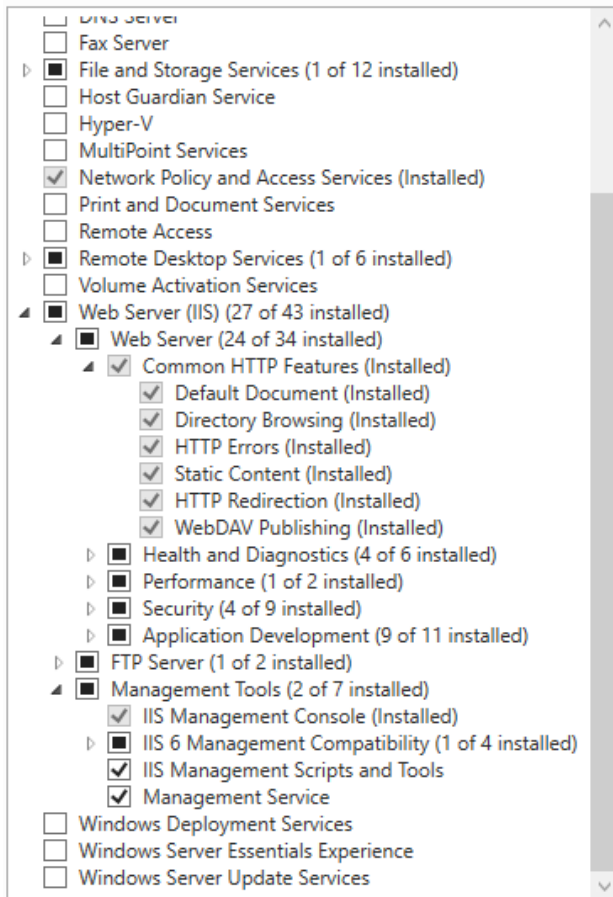 DNS Server
Fax Server
File and Storage Services (1 of 12 installed)
Host Guardian Service
Hyper-V
MultiPoint Services
Network Policy and Access Services (Installed)
Print and Document Services
Remote Access
Remote Desktop Services (1 of 6 installed)
Volume Activation Services
Web Server (IIS) (27 of 43 installed)
Web Server (24 of 34 installed)
Common HTTP Features (Installed)
Default Document (Installed)
Directory Browsing (Installed)
HTTP Errors (Installed)
Static Content (Installed)
HTTP Redirection (Installed)
WebDAV Publishing (Installed)
Health and Diagnostics (4 of 6 installed)
Performance (1 of 2 installed)
Security (4 of 9 installed)
Application Development (9 of 11 installed)
FTP Server (1 of 2 installed)
Management Tools (2 of 7 installed)
IIS Management Console (Installed)
IIS 6 Management Compatibility (1 of 4 installed)
IIS Management Scripts and Tools
Management Service
Windows Deployment Services
Windows Server Essentials Experience
Windows Server Update Services